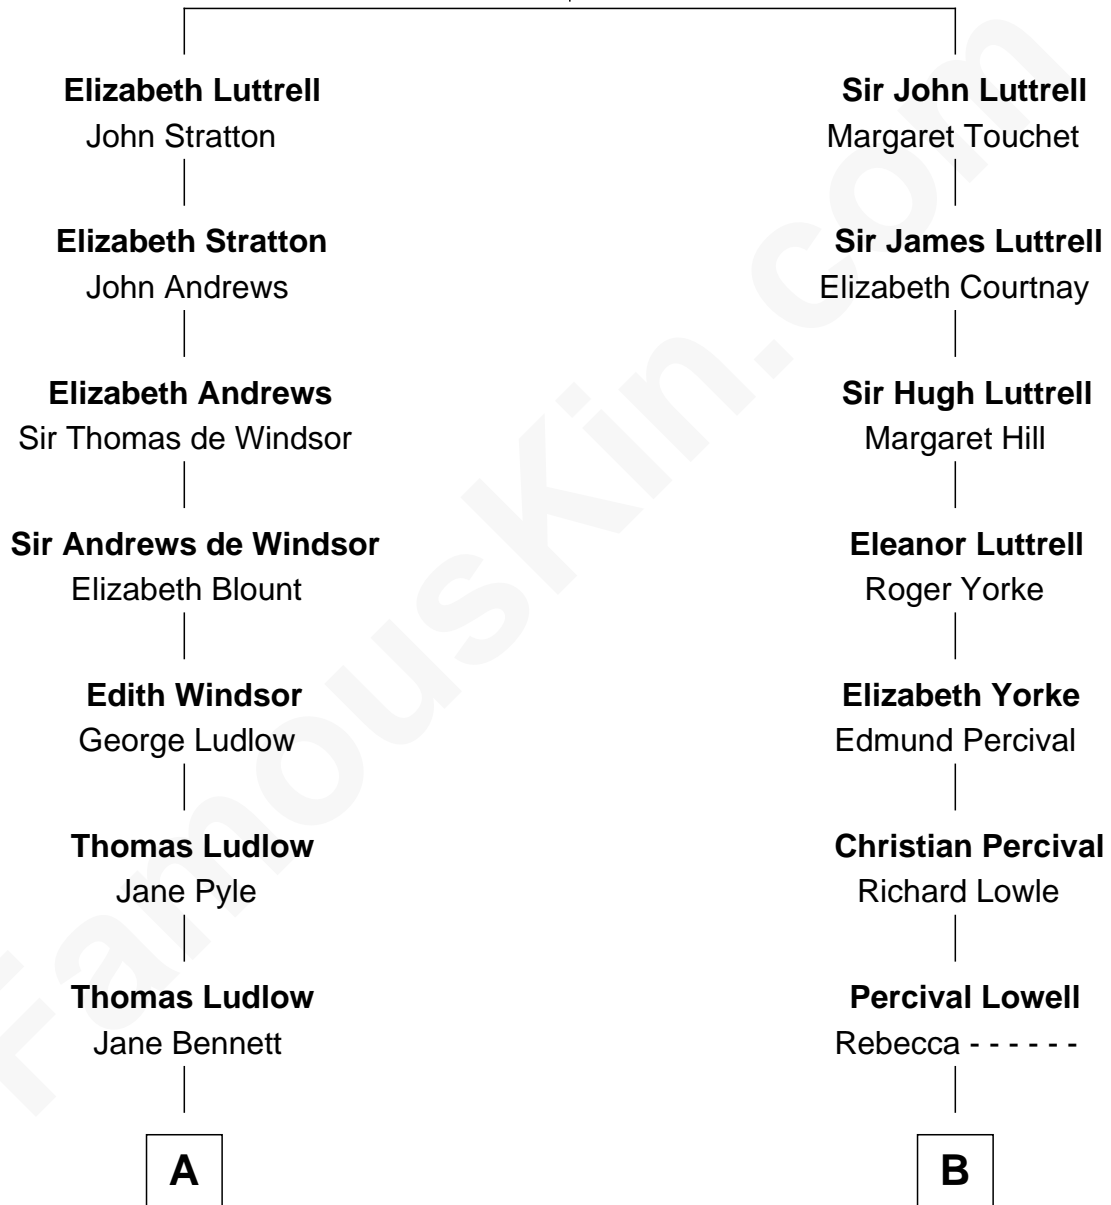 Elizabeth Luttrell
John Stratton
Sir John Luttrell
Margaret Touchet
Elizabeth Stratton
John Andrews
Sir James Luttrell
Elizabeth Courtnay
Elizabeth Andrews
Sir Thomas de Windsor
Sir Hugh Luttrell
Margaret Hill
Sir Andrews de Windsor
Elizabeth Blount
Eleanor Luttrell
Roger Yorke
Edith Windsor
George Ludlow
Elizabeth Yorke
Edmund Percival
Thomas Ludlow
Jane Pyle
Christian Percival
Richard Lowle
Thomas Ludlow
Jane Bennett
Percival Lowell
Rebecca - - - - - -
A
B
FamousKin.com